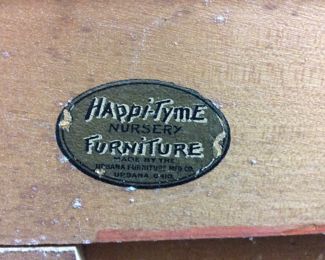 HAPPI-TYME
NURSERY
FURNITURE
MADE BY THE
URBANA FURNITURE MFG CO.
URBANA, OHIO.